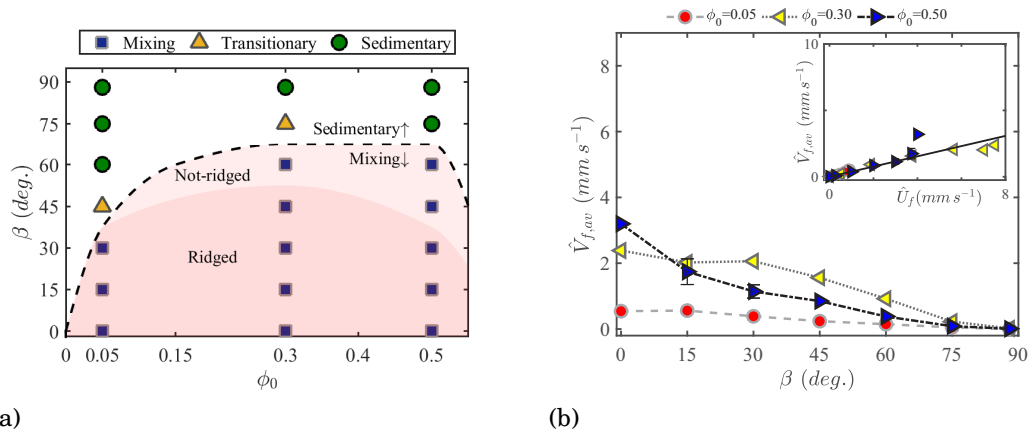 Mixing Transitionary Sedimentary
90
75
60
45
30
15
0
β (deg.)
Sedimentary↑
Mixing↓
Not-ridged
Ridged
0 0.05 0.15 0.3 0.4 0.5
ϕ₀
a)
ϕ₀=0.05 ϕ₀=0.30 ϕ₀=0.50
8
6
4
2
0
V̂f,av (mm s⁻¹)
0 15 30 45 60 75 90
β (deg.)
10
5
0
V̂f,av (mm s⁻¹)
0 8
Ûf (mm s⁻¹)
(b)